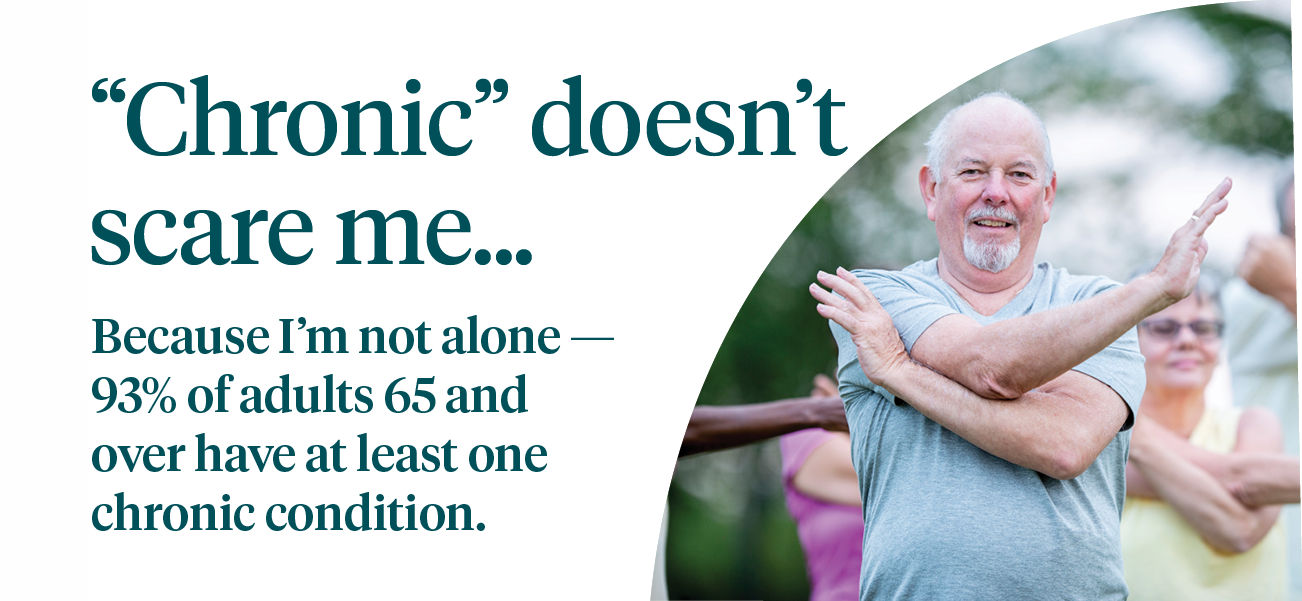 “Chronic” doesn’t
scare me...
Because I’m not alone —
93% of adults 65 and
over have at least one
chronic condition.